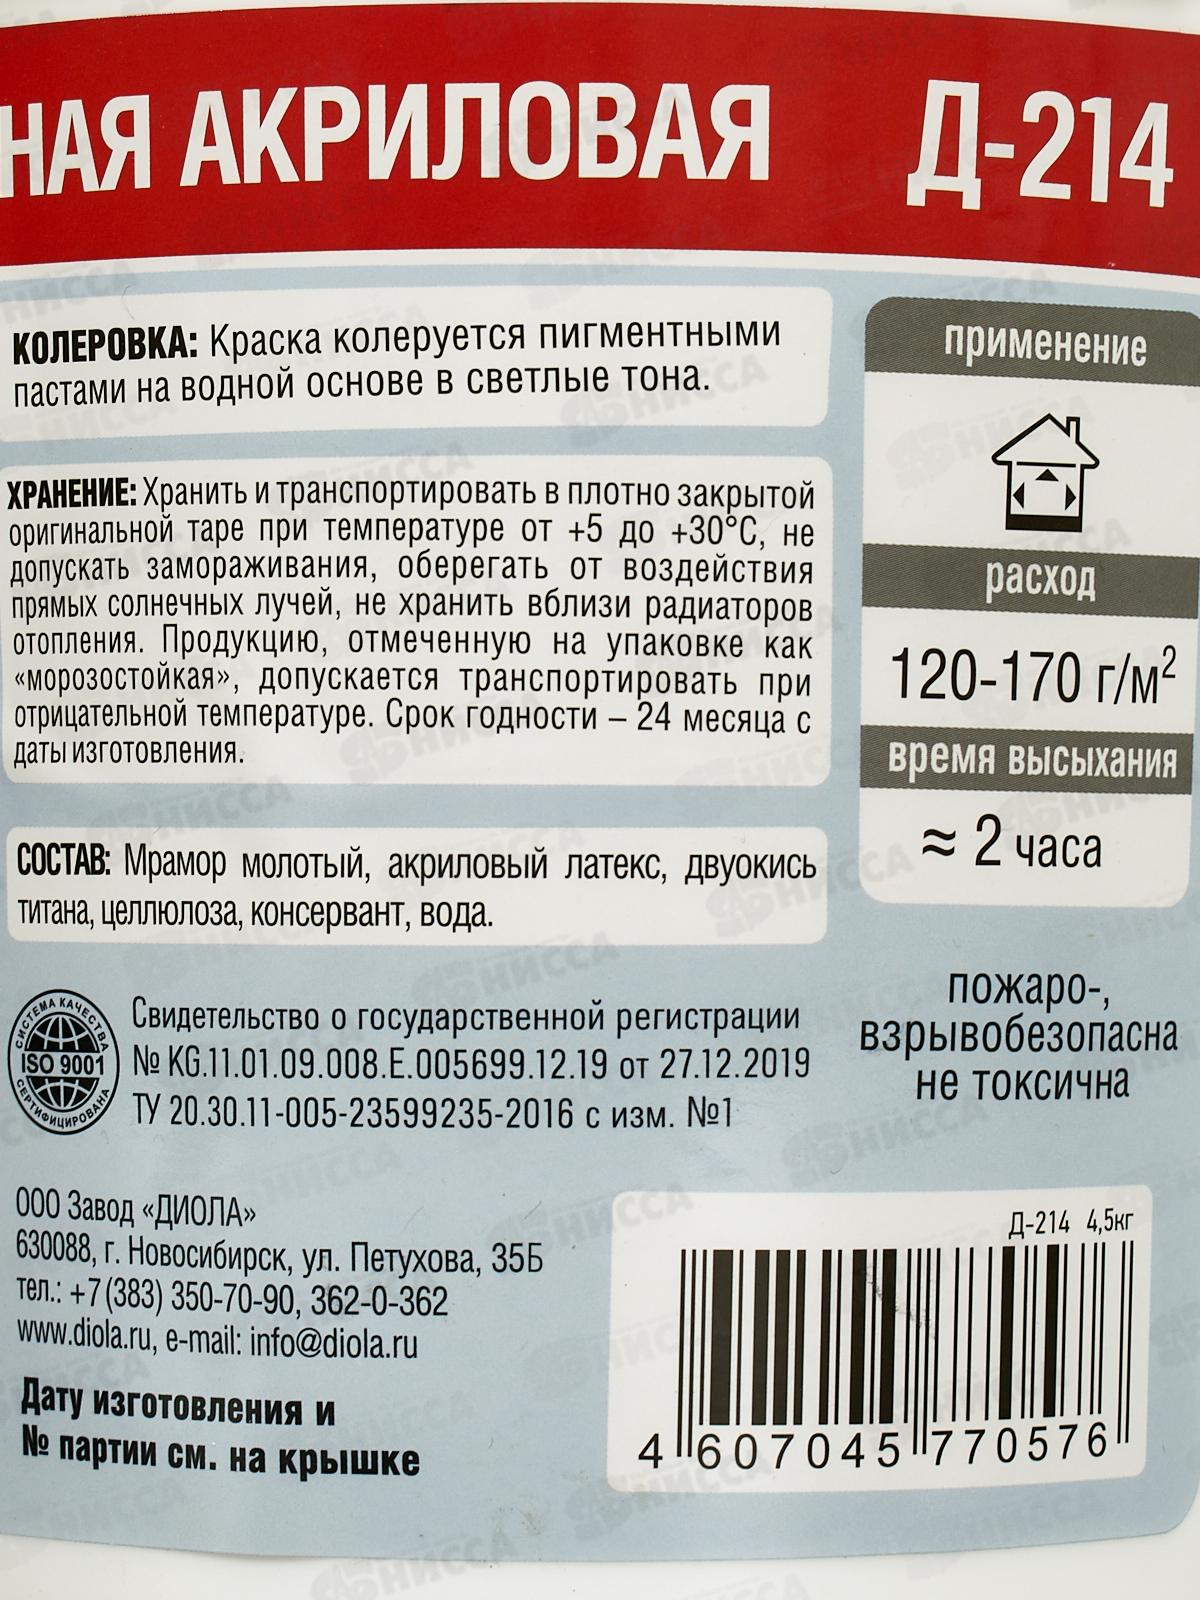 НАЯ АКРИЛОВАЯ Д-214
КОЛЕРОВКА: Краска колеруется пигментными
пастами на водной основе в светлые тона.
ХРАНЕНИЕ: Хранить и транспортировать в плотно закрытой
оригинальной таре при температуре от +5 до +30°С, не
допускать замораживания, оберегать от воздействия
прямых солнечных лучей, не хранить вблизи радиаторов
отопления. Продукцию, отмеченную на упаковке как
«морозостойкая», допускается транспортировать при
отрицательной температуре. Срок годности – 24 месяца с
даты изготовления.
СОСТАВ: Мрамор молотый, акриловый латекс, двуокись
титана, целлюлоза, консервант, вода.
применение
расход
120-170 г/м²
время высыхания
≈ 2 часа
пожаро-,
взрывобезопасна
не токсична
СИСТЕМА КАЧЕСТВА
ISO 9001
СЕРТИФИЦИРОВАНА
Свидетельство о государственной регистрации
№ KG.11.01.09.008.E.005699.12.19 от 27.12.2019
ТУ 20.30.11-005-23599235-2016 с изм. №1
ООО Завод «ДИОЛА»
630088, г. Новосибирск, ул. Петухова, 35Б
тел.: +7 (383) 350-70-90, 362-0-362
www.diola.ru, e-mail: info@diola.ru
Дату изготовления и
№ партии см. на крышке
Д-214 4,5кг
4 607045 770576